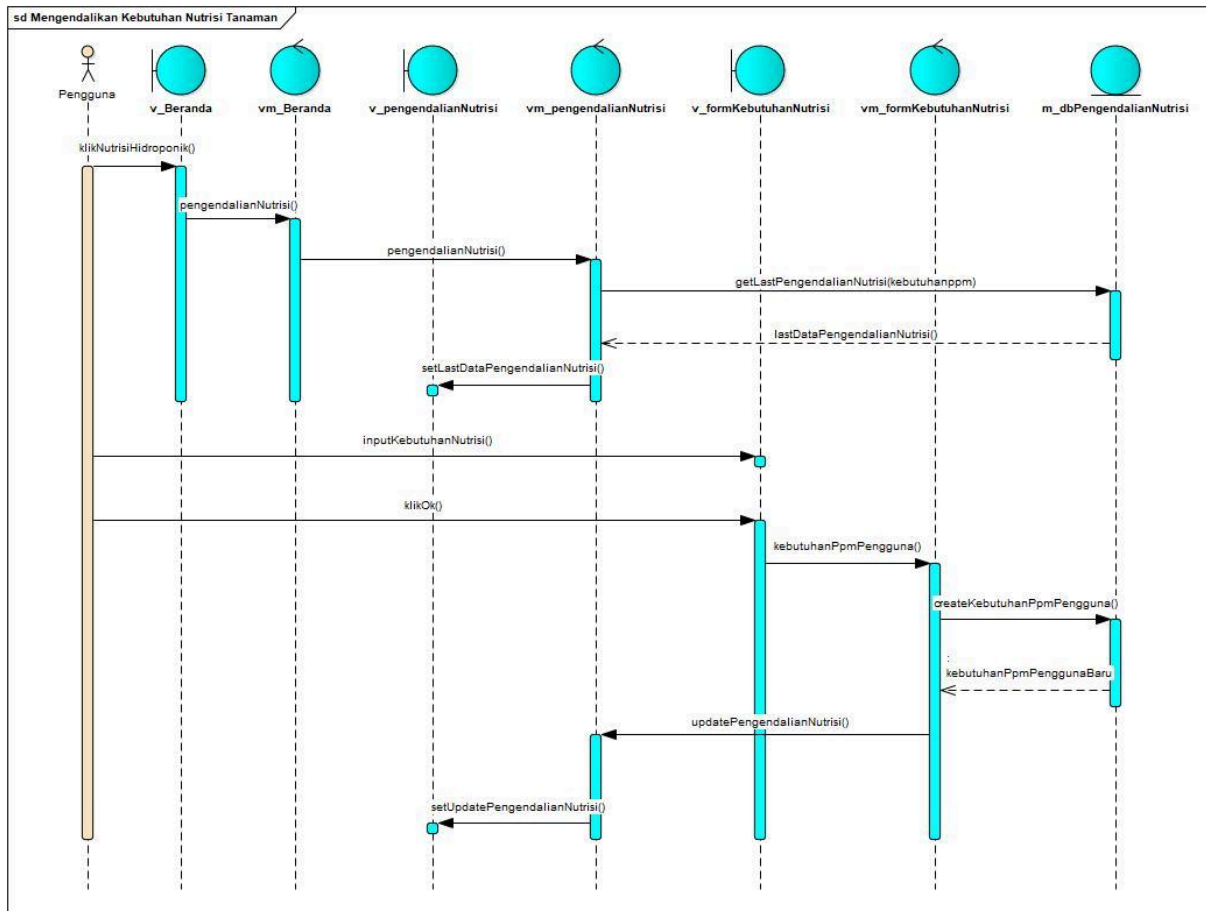 sd Mengendalikan Kebutuhan Nutrisi Tanaman
Pengguna
v_Beranda
vm_Beranda
v_pengendalianNutrisi
vm_pengendalianNutrisi
v_formKebutuhanNutrisi
vm_formKebutuhanNutrisi
m_dbPengendalianNutrisi
klikNutrisiHidroponik()
pengendalianNutrisi()
pengendalianNutrisi()
getLastPengendalianNutrisi(kebutuhanppm)
lastDataPengendalianNutrisi()
setLastDataPengendalianNutrisi()
inputKebutuhanNutrisi()
klikOk()
kebutuhanPpmPengguna()
createKebutuhanPpmPengguna()
:
kebutuhanPpmPenggunaBaru
updatePengendalianNutrisi()
setUpdatePengendalianNutrisi()